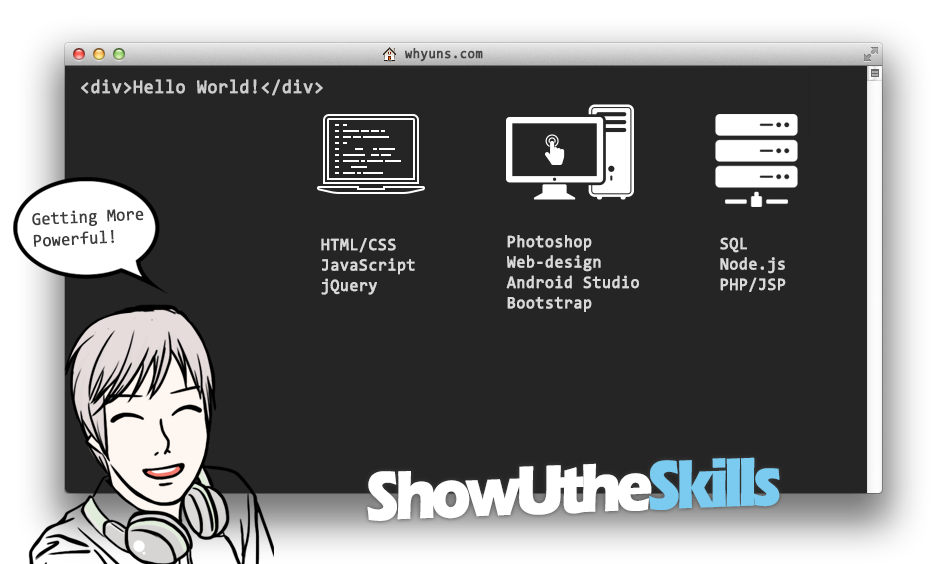 whyuns.com
<div>Hello World!</div>
Getting More
Powerful!
HTML/CSS
JavaScript
jQuery
Photoshop
Web-design
Android Studio
Bootstrap
SQL
Node.js
PHP/JSP
ShowUtheSkills